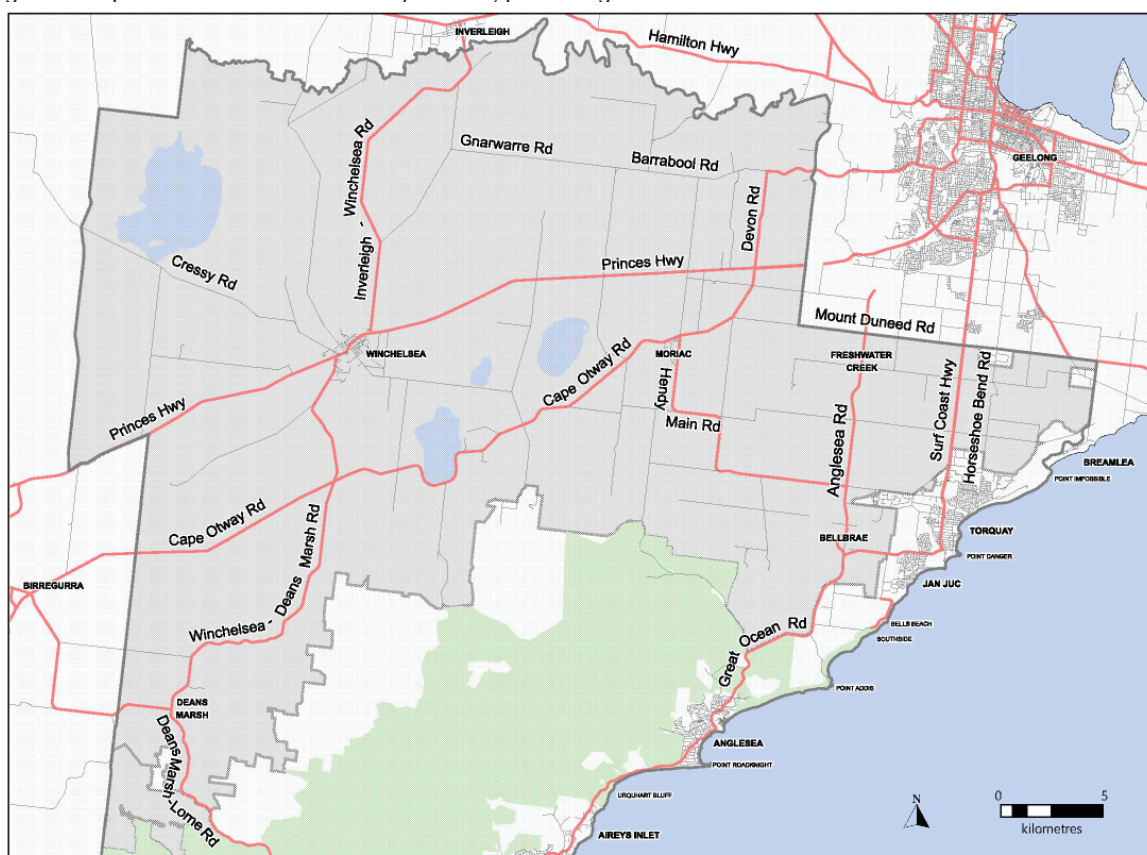 INVERLEIGH
Hamilton Hwy
Inverleigh - Winchelsea Rd
Gnarwarre Rd
Barrabool Rd
GEELONG
Devon Rd
Cressy Rd
Princes Hwy
Mount Duneed Rd
WINCHELSEA
MORIAC
FRESHWATER
CREEK
Cape Otway Rd
Hendy
Main Rd
Surf Coast Hwy
Horseshoe Bend Rd
Princes Hwy
Anglesea Rd
BREAMLEA
POINT IMPOSSIBLE
Cape Otway Rd
TORQUAY
BELLBRAE
POINT DANGER
BIRREGURRA
JAN JUC
Winchelsea - Deans Marsh Rd
Great Ocean Rd
BELLS BEACH
SOUTHSIDE
POINT ADDIS
DEANS
MARSH
Deans Marsh - Lorne Rd
ANGLESEA
POINT ROADKNIGHT
URQUHART BLUFF
AIREYS INLET
N
0 5
kilometres